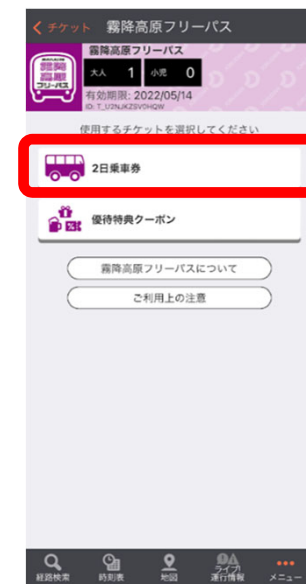 チケット 霧降高原フリーパス
霧降
高原
フリーパス
霧降高原フリーパス
大人 1 小児 0
有効期限: 2022/05/14
ID: T_U2NJKZSV0HQW
使用するチケットを選択してください
2日乗車券
優待特典クーポン
霧降高原フリーパスについて
ご利用上の注意
経路検索 時刻表 地図 ライブ! 運行情報 メニュー